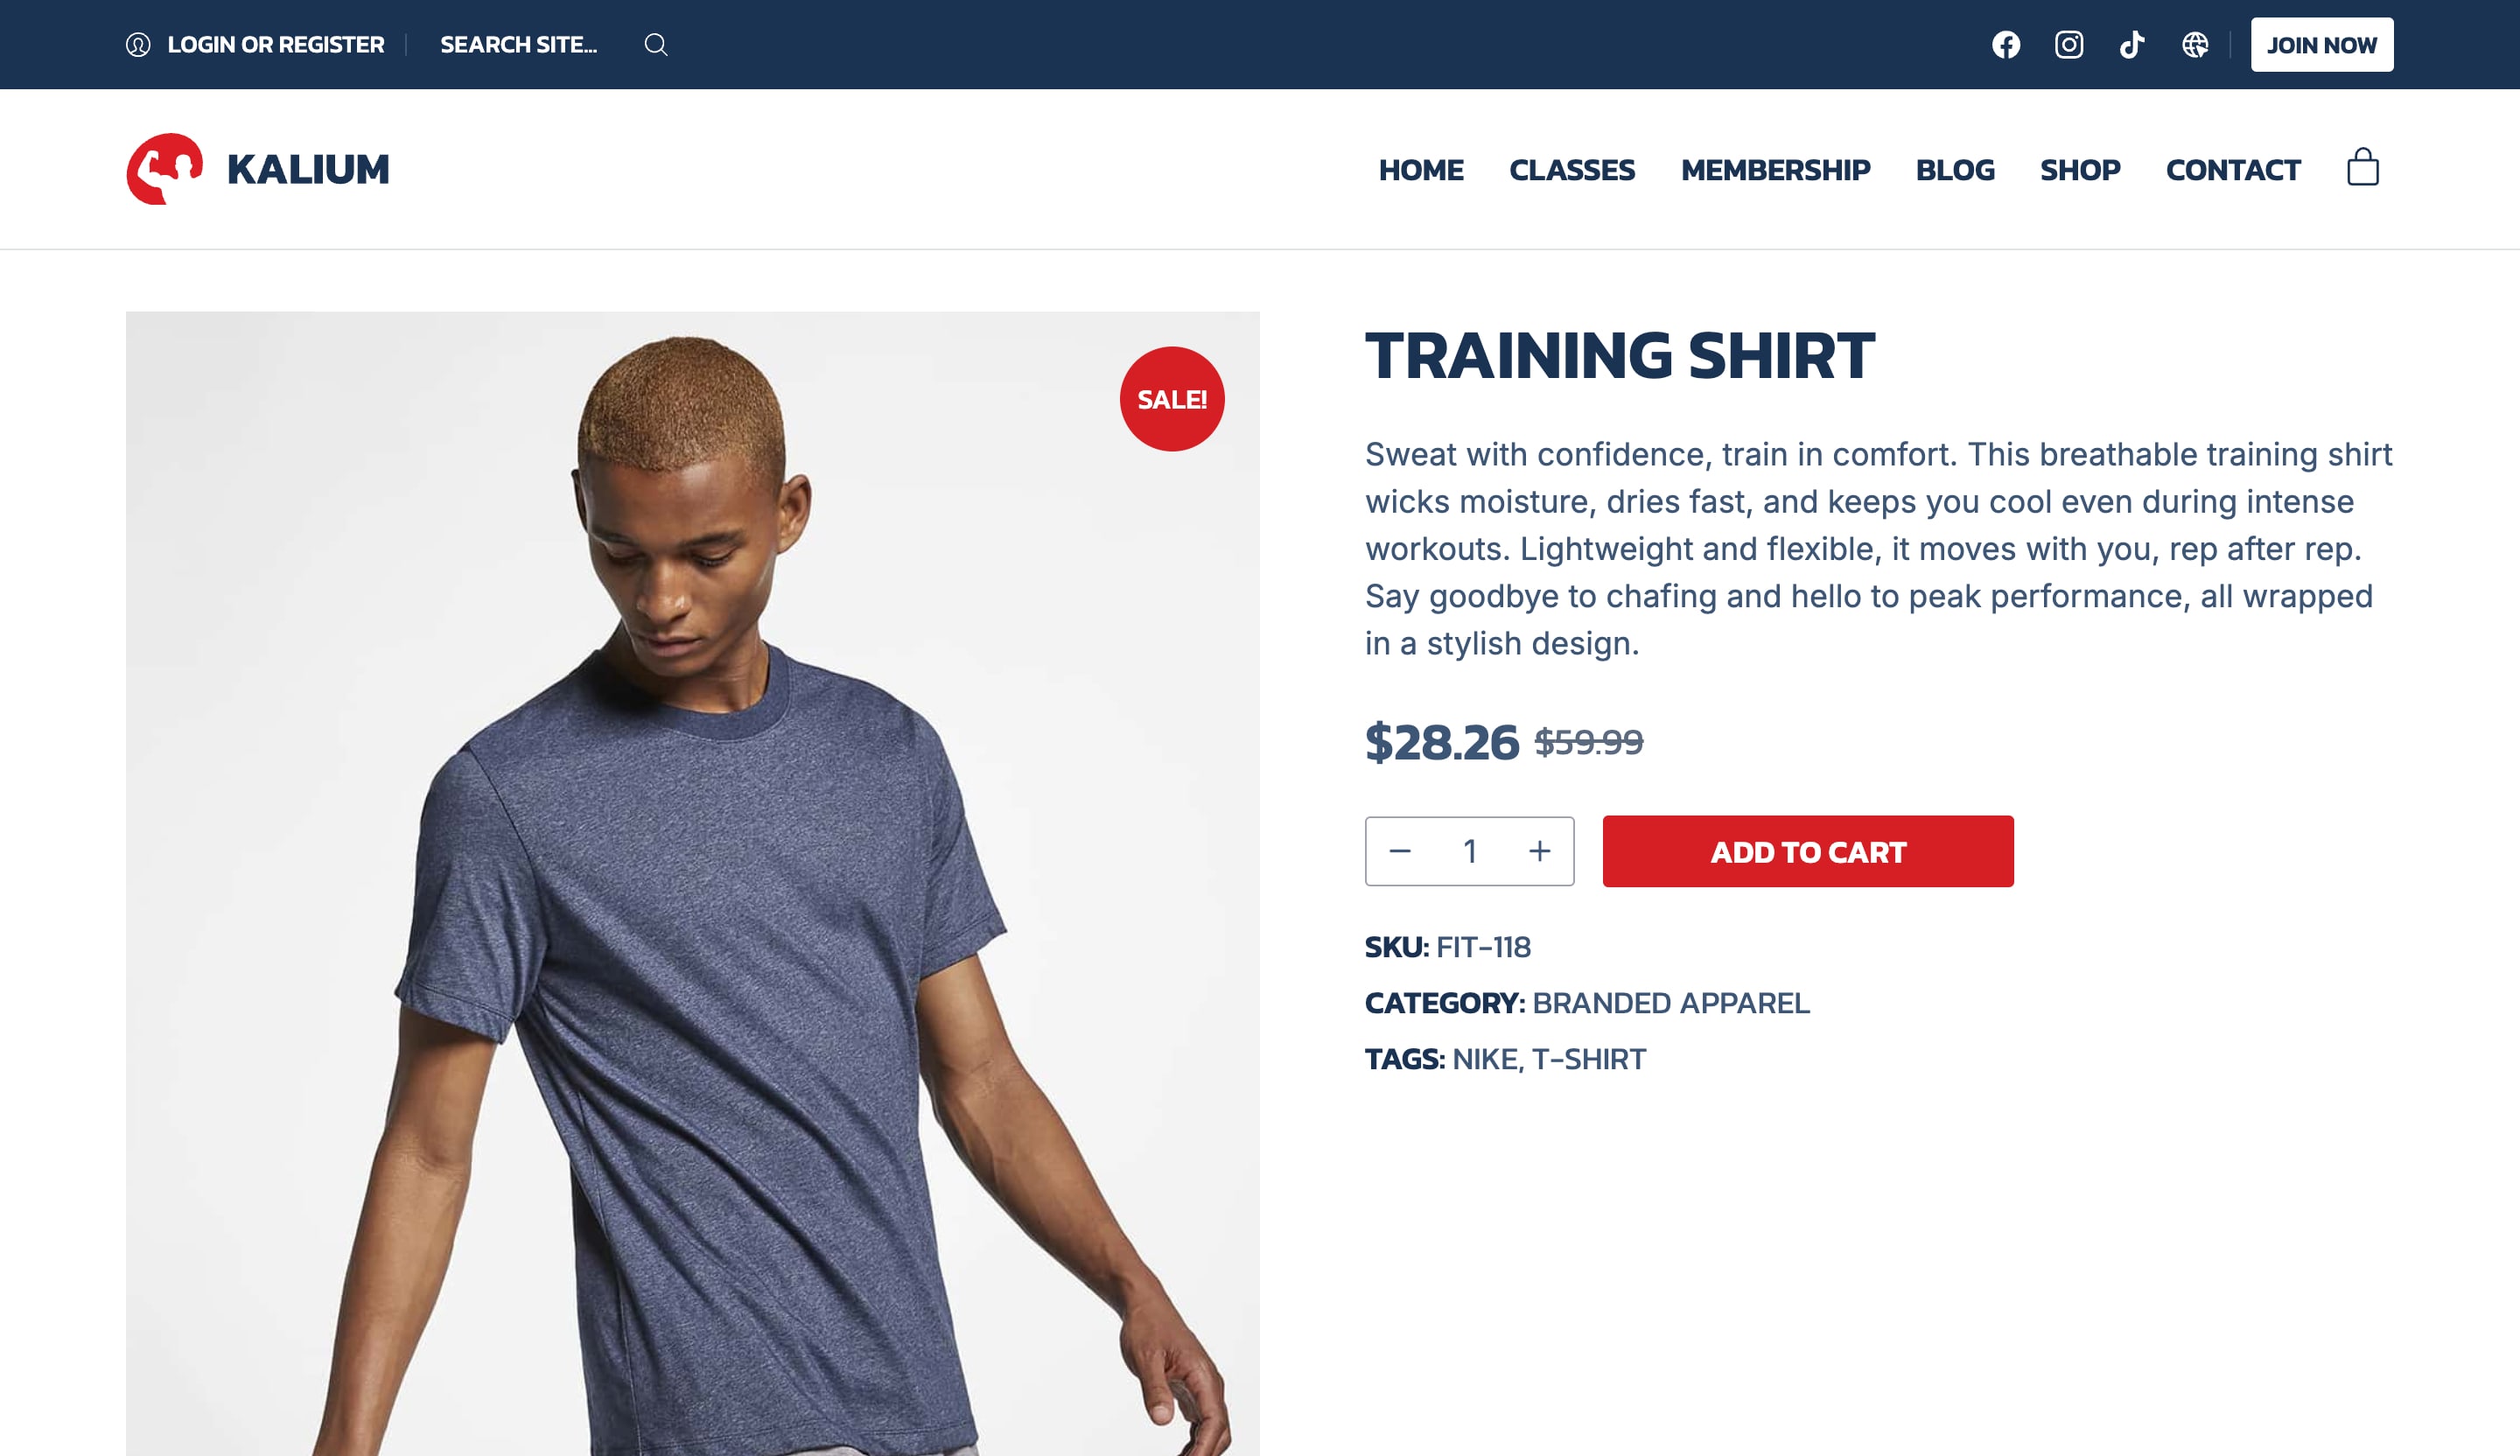 LOGIN OR REGISTER
SEARCH SITE...
JOIN NOW
KALIUM
HOME
CLASSES
MEMBERSHIP
BLOG
SHOP
CONTACT
SALE!
TRAINING SHIRT
Sweat with confidence, train in comfort. This breathable training shirt
wicks moisture, dries fast, and keeps you cool even during intense
workouts. Lightweight and flexible, it moves with you, rep after rep.
Say goodbye to chafing and hello to peak performance, all wrapped
in a stylish design.
$28.26 $59.99
− 1 +
ADD TO CART
SKU: FIT-118
CATEGORY: BRANDED APPAREL
TAGS: NIKE, T-SHIRT